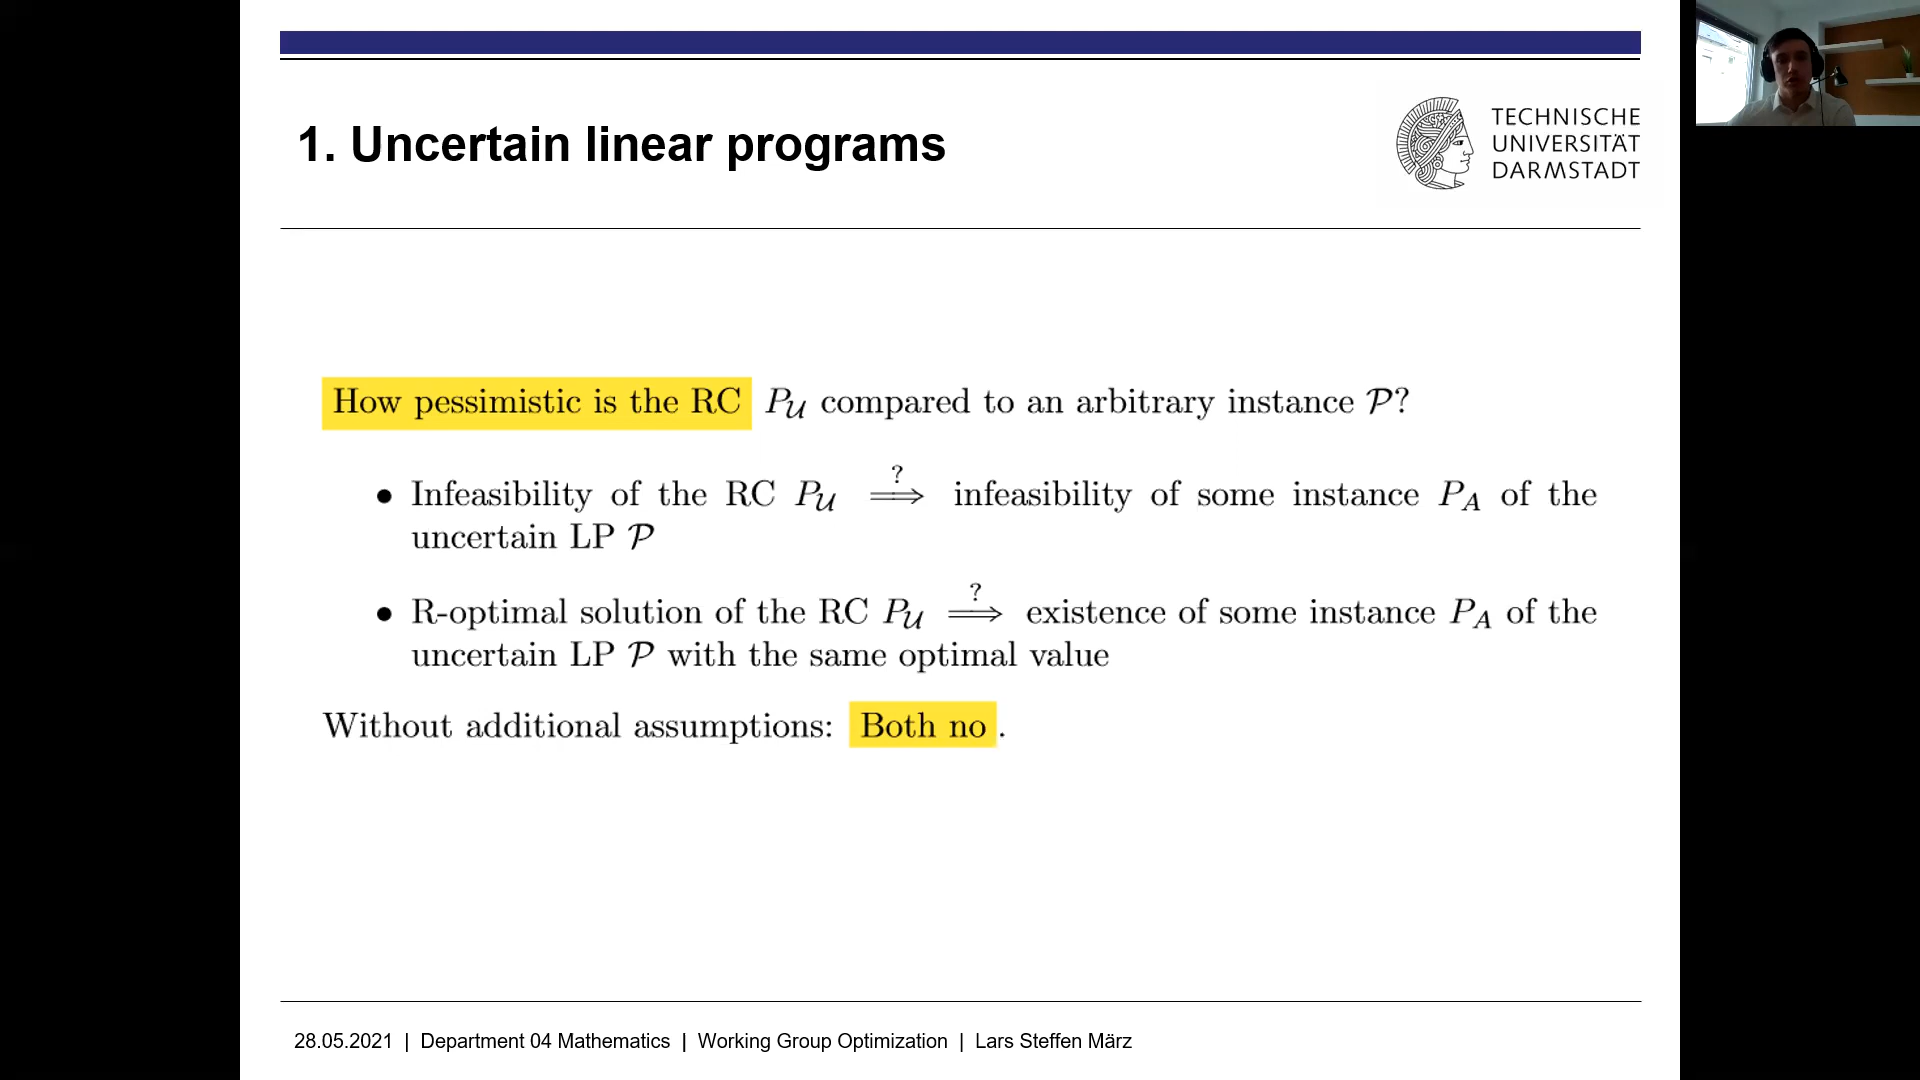 1. Uncertain linear programs
TECHNISCHE
UNIVERSITÄT
DARMSTADT
How pessimistic is the RC P𝒰 compared to an arbitrary instance 𝒫?
• Infeasibility of the RC P𝒰 ?⟹ infeasibility of some instance P_A of the
uncertain LP 𝒫
• R-optimal solution of the RC P𝒰 ?⟹ existence of some instance P_A of the
uncertain LP 𝒫 with the same optimal value
Without additional assumptions: Both no.
28.05.2021 | Department 04 Mathematics | Working Group Optimization | Lars Steffen März